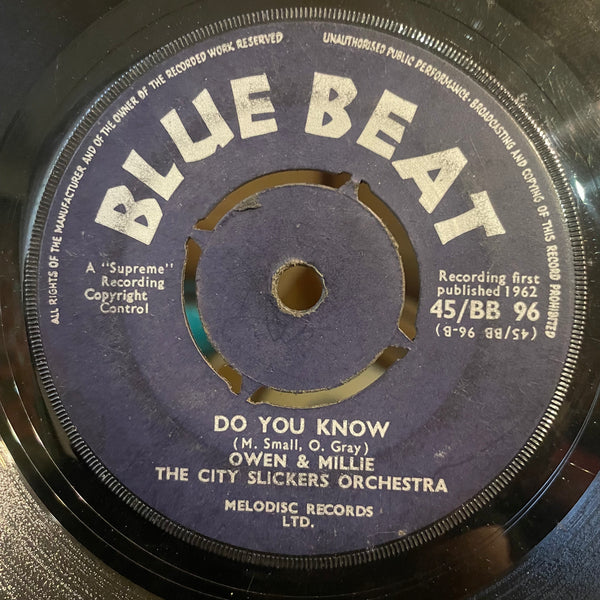 ALL RIGHTS OF THE MANUFACTURER AND OF THE OWNER OF THE RECORDED WORK RESERVED
UNAUTHORISED PUBLIC PERFORMANCE, BROADCASTING AND COPYING OF THIS RECORD PROHIBITED
BLUE BEAT
A "Supreme"
Recording
Copyright
Control
Recording first
published 1962
45/BB 96
(45/BB 96-B)
DO YOU KNOW
(M. Small, O. Gray)
OWEN & MILLIE
THE CITY SLICKERS ORCHESTRA
MELODISC RECORDS
LTD.